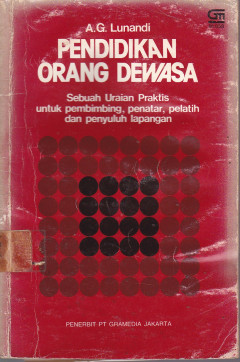 A.G. Lunandi
PENDIDIKAN
ORANG DEWASA
Sebuah Uraian Praktis
untuk pembimbing, penatar, pelatih
dan penyuluh lapangan
PENERBIT PT GRAMEDIA JAKARTA